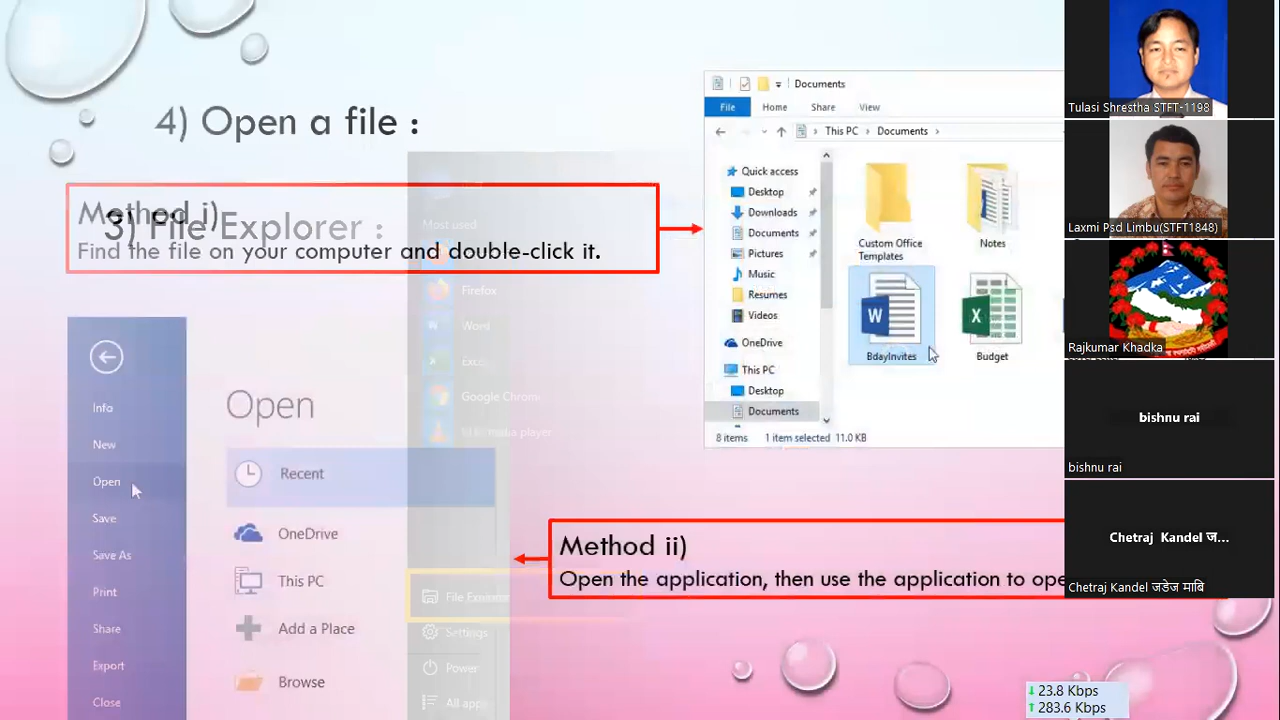 4) Open a file :
Method i)
3) File Explorer :
Find the file on your computer and double-click it.
Most used
Firefox
Word
Excel
Google Chrome
media player
File Explorer
Settings
Power
All apps
Info
New
Open
Save
Save As
Print
Share
Export
Close
Open
Recent
OneDrive
This PC
Add a Place
Browse
Documents
File Home Share View
This PC Documents
Quick access
Desktop
Downloads
Documents
Pictures
Music
Resumes
Videos
OneDrive
This PC
Desktop
Documents
Custom Office
Templates
Notes
BdayInvites
Budget
8 items 1 item selected 11.0 KB
Method ii)
Open the application, then use the application to ope
Tulasi Shrestha STFT-1198
Laxmi Psd Limbu(STFT1848)
Rajkumar Khadka
bishnu rai
bishnu rai
Chetraj Kandel ज...
Chetraj Kandel जडेज माबि
23.8 Kbps
283.6 Kbps